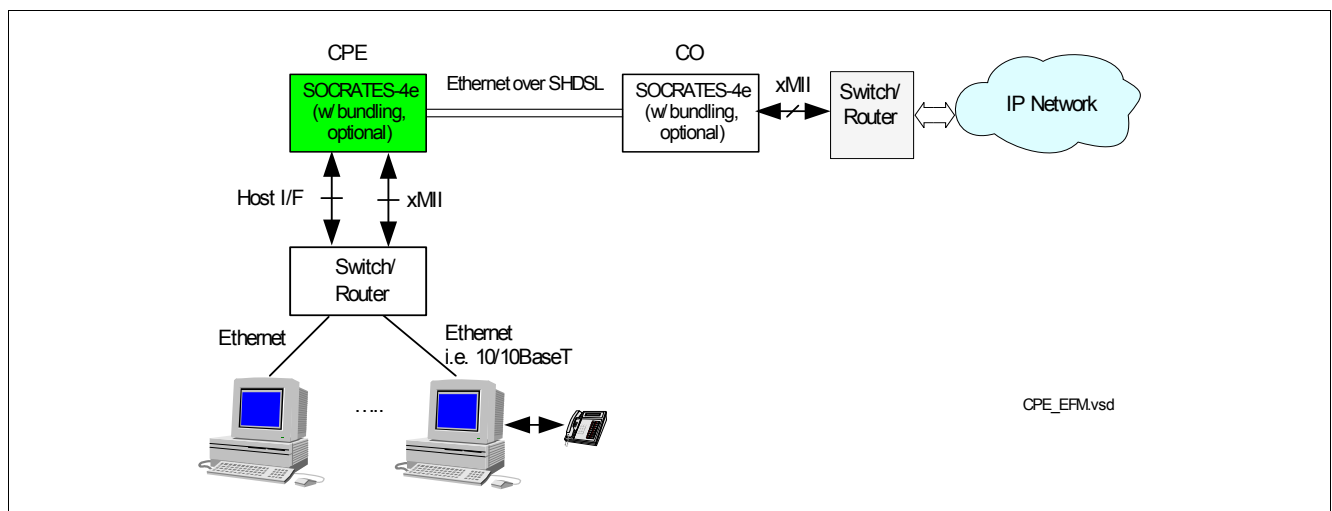 CPE
CO
SOCRATES-4e
(w/ bundling,
optional)
Ethernet over SHDSL
SOCRATES-4e
(w/ bundling,
optional)
xMII
Switch/
Router
IP Network
Host I/F
xMII
Switch/
Router
Ethernet
Ethernet
i.e. 10/10BaseT
.....
CPE_EFM.vsd